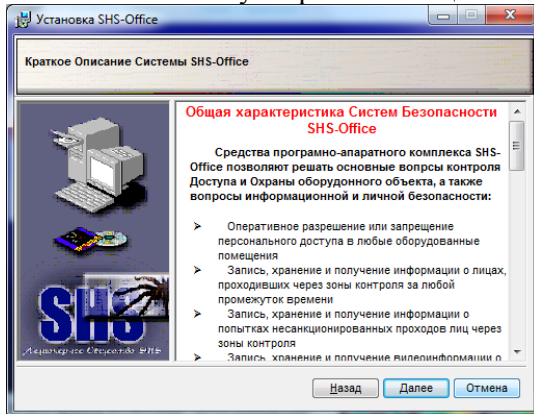 Установка SHS-Office
Краткое Описание Системы SHS-Office
Общая характеристика Систем Безопасности
SHS-Office
Средства програмно-апаратного комплекса SHS-
Office позволяют решать основные вопрсы контроля
Доступа и Охраны оборудонного объекта, а также
вопросы информационной и личной безопасности:
➢ Оперативное разрешение или запрещение
персонального доступа в любые оборудованные
помещения
➢ Запись, хранение и получение информации о лицах,
проходивших через зоны контроля за любой
промежуток времени
➢ Запись, хранение и получение информации о
попытках несанкционированных проходов лиц через
зоны контроля
➢ Запись, хранение и получение видеоинформации о
SHS
Акционерное Общество SHS
Назад
Далее
Отмена